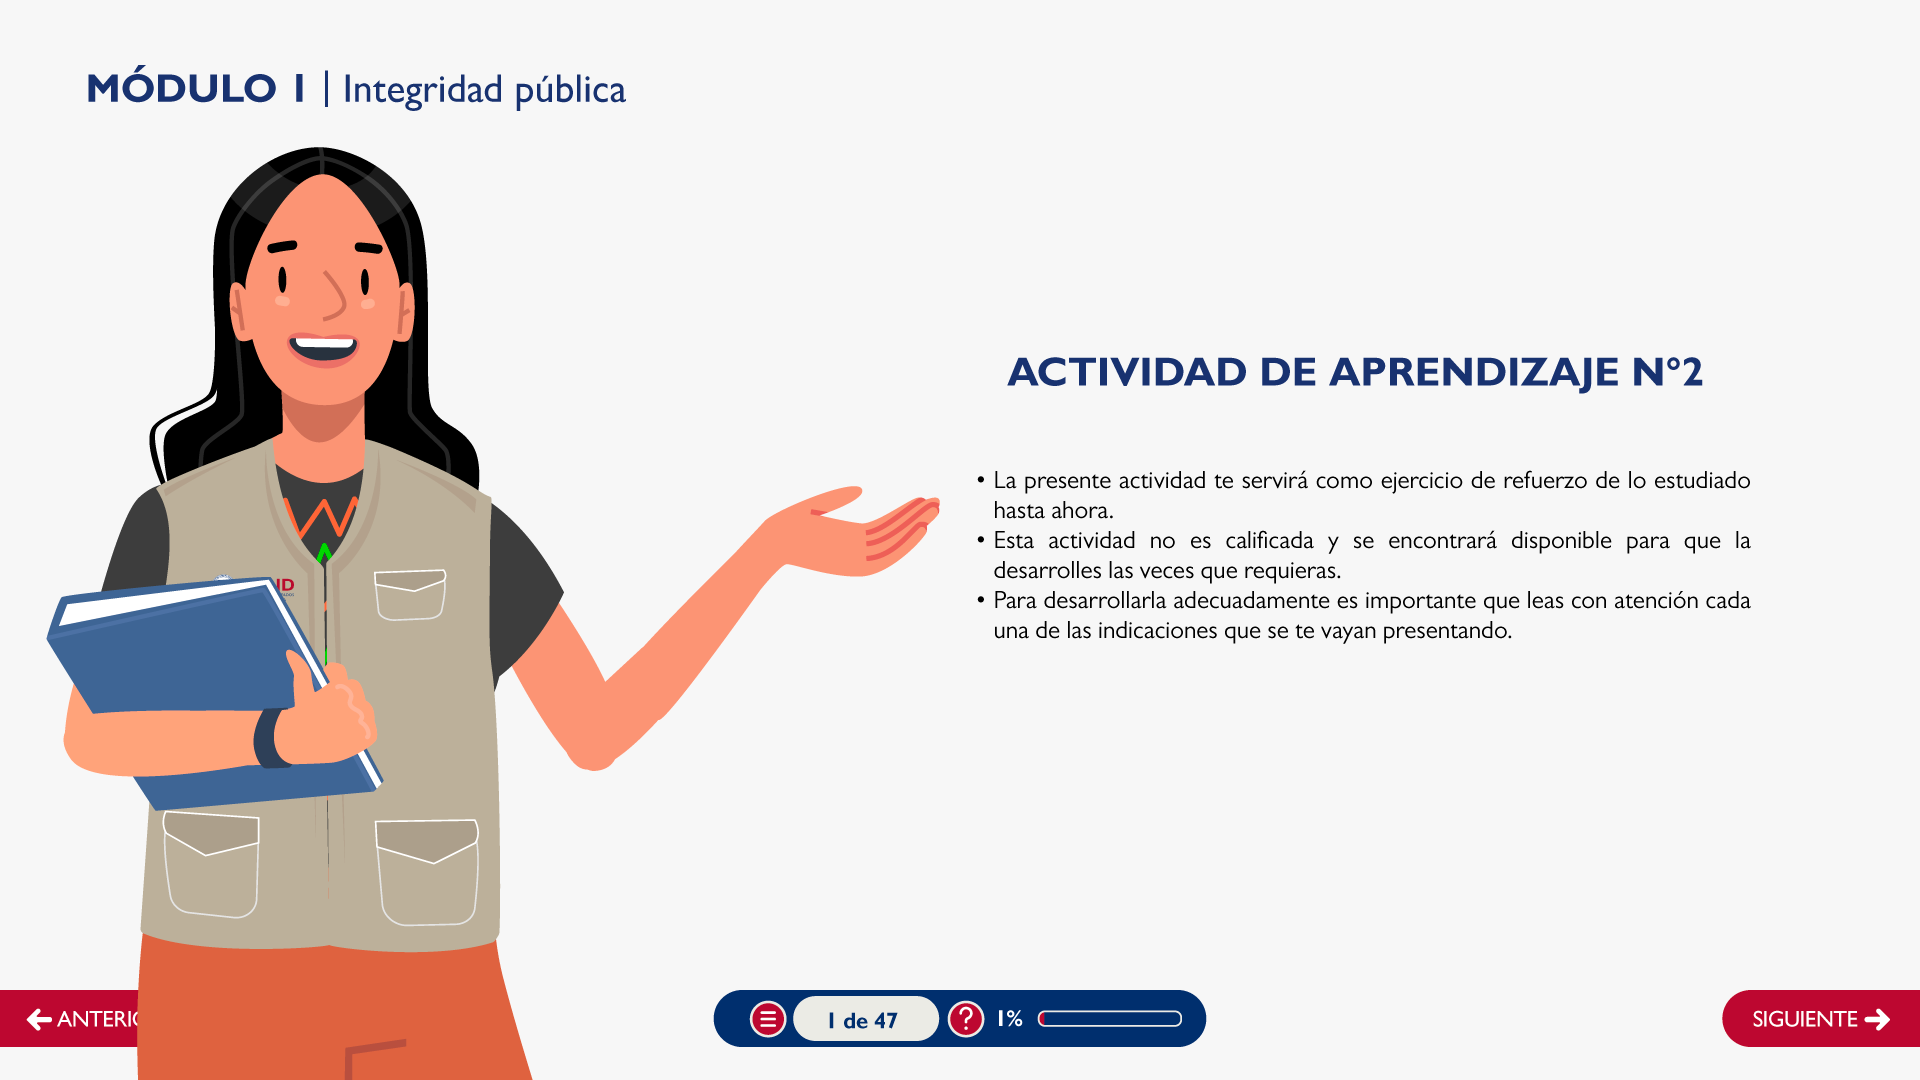 MÓDULO 1 | Integridad pública
ACTIVIDAD DE APRENDIZAJE N°2
• La presente actividad te servirá como ejercicio de refuerzo de lo estudiado
hasta ahora.
• Esta actividad no es calificada y se encontrará disponible para que la
desarrolles las veces que requieras.
• Para desarrollarla adecuadamente es importante que leas con atención cada
una de las indicaciones que se te vayan presentando.
ID
ANTERIO
1 de 47
?
1%
SIGUIENTE